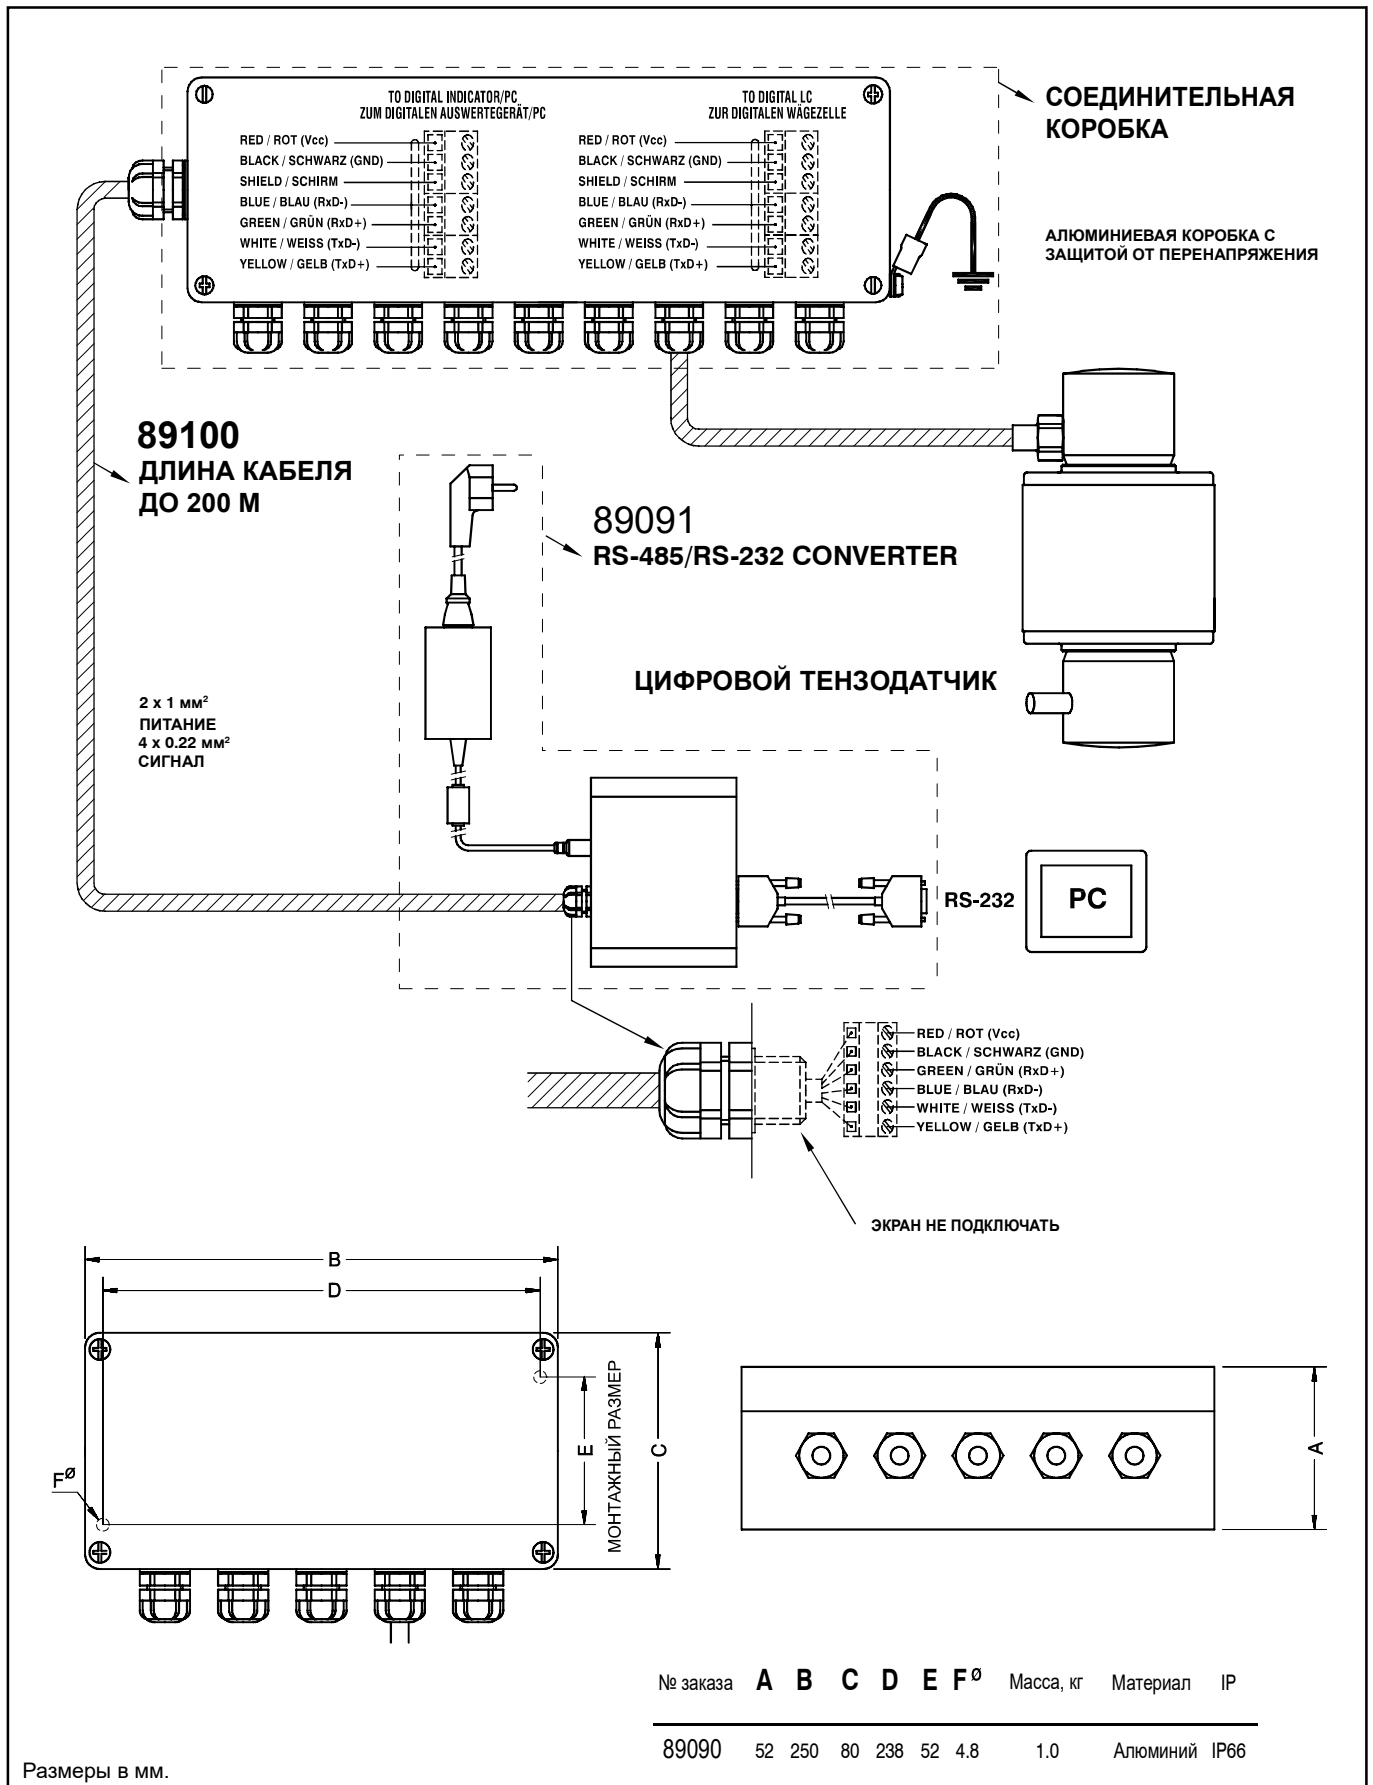 TO DIGITAL INDICATOR/PC
ZUM DIGITALEN AUSWERTEGERÄT/PC
RED / ROT (Vcc)
BLACK / SCHWARZ (GND)
SHIELD / SCHIRM
BLUE / BLAU (RxD-)
GREEN / GRÜN (RxD+)
WHITE / WEISS (TxD-)
YELLOW / GELB (TxD+)
TO DIGITAL LC
ZUR DIGITALEN WÄGEZELLE
RED / ROT (Vcc)
BLACK / SCHWARZ (GND)
SHIELD / SCHIRM
BLUE / BLAU (RxD-)
GREEN / GRÜN (RxD+)
WHITE / WEISS (TxD-)
YELLOW / GELB (TxD+)
СОЕДИНИТЕЛЬНАЯ
КОРОБКА
АЛЮМИНИЕВАЯ КОРОБКА С
ЗАЩИТОЙ ОТ ПЕРЕНАПРЯЖЕНИЯ
89100
ДЛИНА КАБЕЛЯ
ДО 200 М
89091
RS-485/RS-232 CONVERTER
ЦИФРОВОЙ ТЕНЗОДАТЧИК
2 x 1 мм²
ПИТАНИЕ
4 x 0.22 мм²
СИГНАЛ
RS-232
PC
RED / ROT (Vcc)
BLACK / SCHWARZ (GND)
GREEN / GRÜN (RxD+)
BLUE / BLAU (RxD-)
WHITE / WEISS (TxD-)
YELLOW / GELB (TxD+)
ЭКРАН НЕ ПОДКЛЮЧАТЬ
B
D
E
МОНТАЖНЫЙ РАЗМЕР
C
F Ø
A
№ заказа A B C D E F Ø Масса, кг Материал IP
89090 52 250 80 238 52 4.8 1.0 Алюминий IP66
Размеры в мм.